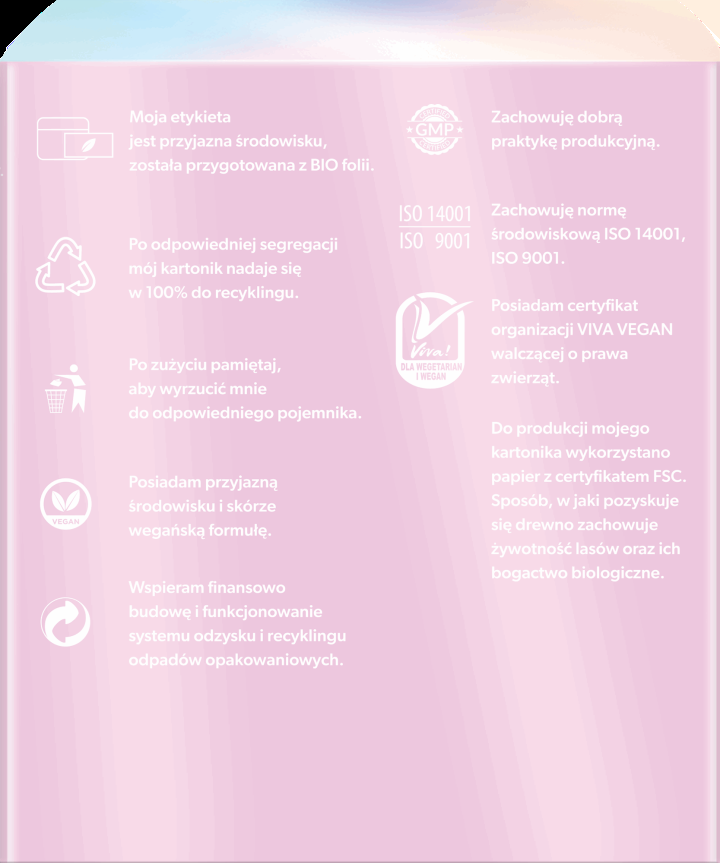 Moja etykieta
jest przyjazna środowisku,
została przygotowana z BIO folii.
Po odpowiedniej segregacji
mój kartonik nadaje się
w 100% do recyklingu.
Po zużyciu pamiętaj,
aby wyrzucić mnie
do odpowiedniego pojemnika.
VEGAN
Posiadam przyjazną
środowisku i skórze
wegańską formułę.
Wspieram finansowo
budowę i funkcjonowanie
systemu odzysku i recyklingu
odpadów opakowaniowych.
CERTIFIED
GMP
CERTIFIED
Zachowuję dobrą
praktykę produkcyjną.
ISO 14001
ISO 9001
Zachowuję normę
środowiskową ISO 14001,
ISO 9001.
Viva!
DLA WEGETARIAN
I WEGAN
Posiadam certyfikat
organizacji VIVA VEGAN
walczącej o prawa
zwierząt.
Do produkcji mojego
kartonika wykorzystano
papier z certyfikatem FSC.
Sposób, w jaki pozyskuje
się drewno zachowuje
żywotność lasów oraz ich
bogactwo biologiczne.